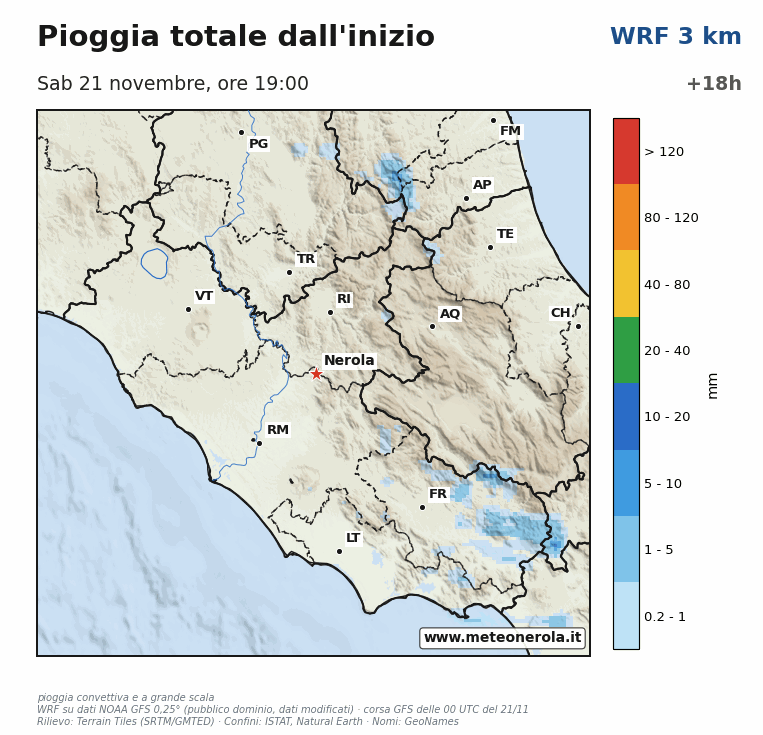 Pioggia totale dall'inizio
WRF 3 km
Sab 21 novembre, ore 19:00
+18h
FM
PG
AP
TE
TR
VT
RI
AQ
CH
Nerola
RM
FR
LT
www.meteonerola.it
> 120
80 - 120
40 - 80
20 - 40
10 - 20
5 - 10
1 - 5
0.2 - 1
mm
pioggia convettiva e a grande scala
WRF su dati NOAA GFS 0,25° (pubblico dominio, dati modificati) · corsa GFS delle 00 UTC del 21/11
Rilievo: Terrain Tiles (SRTM/GMTED) · Confini: ISTAT, Natural Earth · Nomi: GeoNames